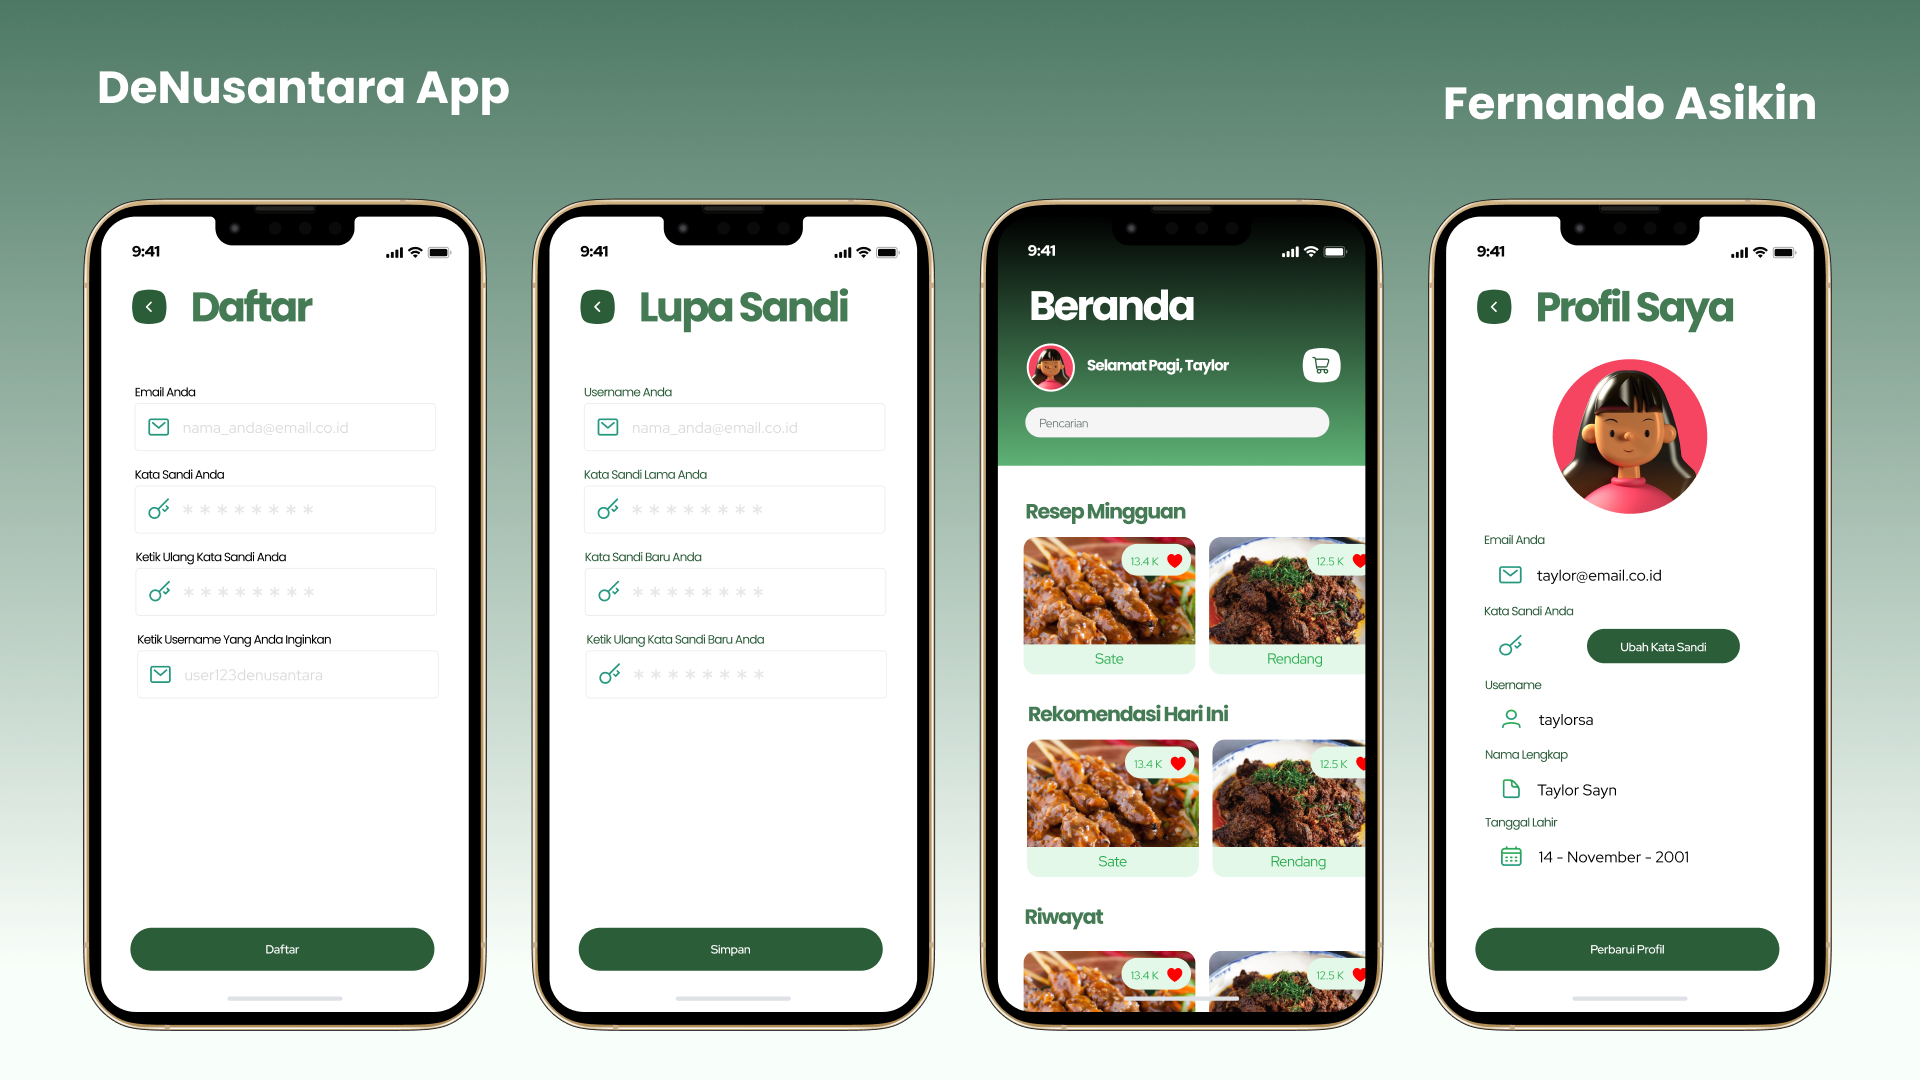 DeNusantara App
Fernando Asikin
9:41
Daftar
Email Anda
nama_anda@email.co.id
Kata Sandi Anda
********
Ketik Ulang Kata Sandi Anda
********
Ketik Username Yang Anda Inginkan
user123denusantara
Daftar
9:41
Lupa Sandi
Username Anda
nama_anda@email.co.id
Kata Sandi Lama Anda
********
Kata Sandi Baru Anda
********
Ketik Ulang Kata Sandi Baru Anda
********
Simpan
9:41
Beranda
Selamat Pagi, Taylor
Pencarian
Resep Mingguan
13.4 K
12.5 K
Sate
Rendang
Rekomendasi Hari Ini
13.4 K
12.5 K
Sate
Rendang
Riwayat
13.4 K
12.5 K
9:41
Profil Saya
Email Anda
taylor@email.co.id
Kata Sandi Anda
Ubah Kata Sandi
Username
taylorsa
Nama Lengkap
Taylor Sayn
Tanggal Lahir
14 - November - 2001
Perbarui Profil